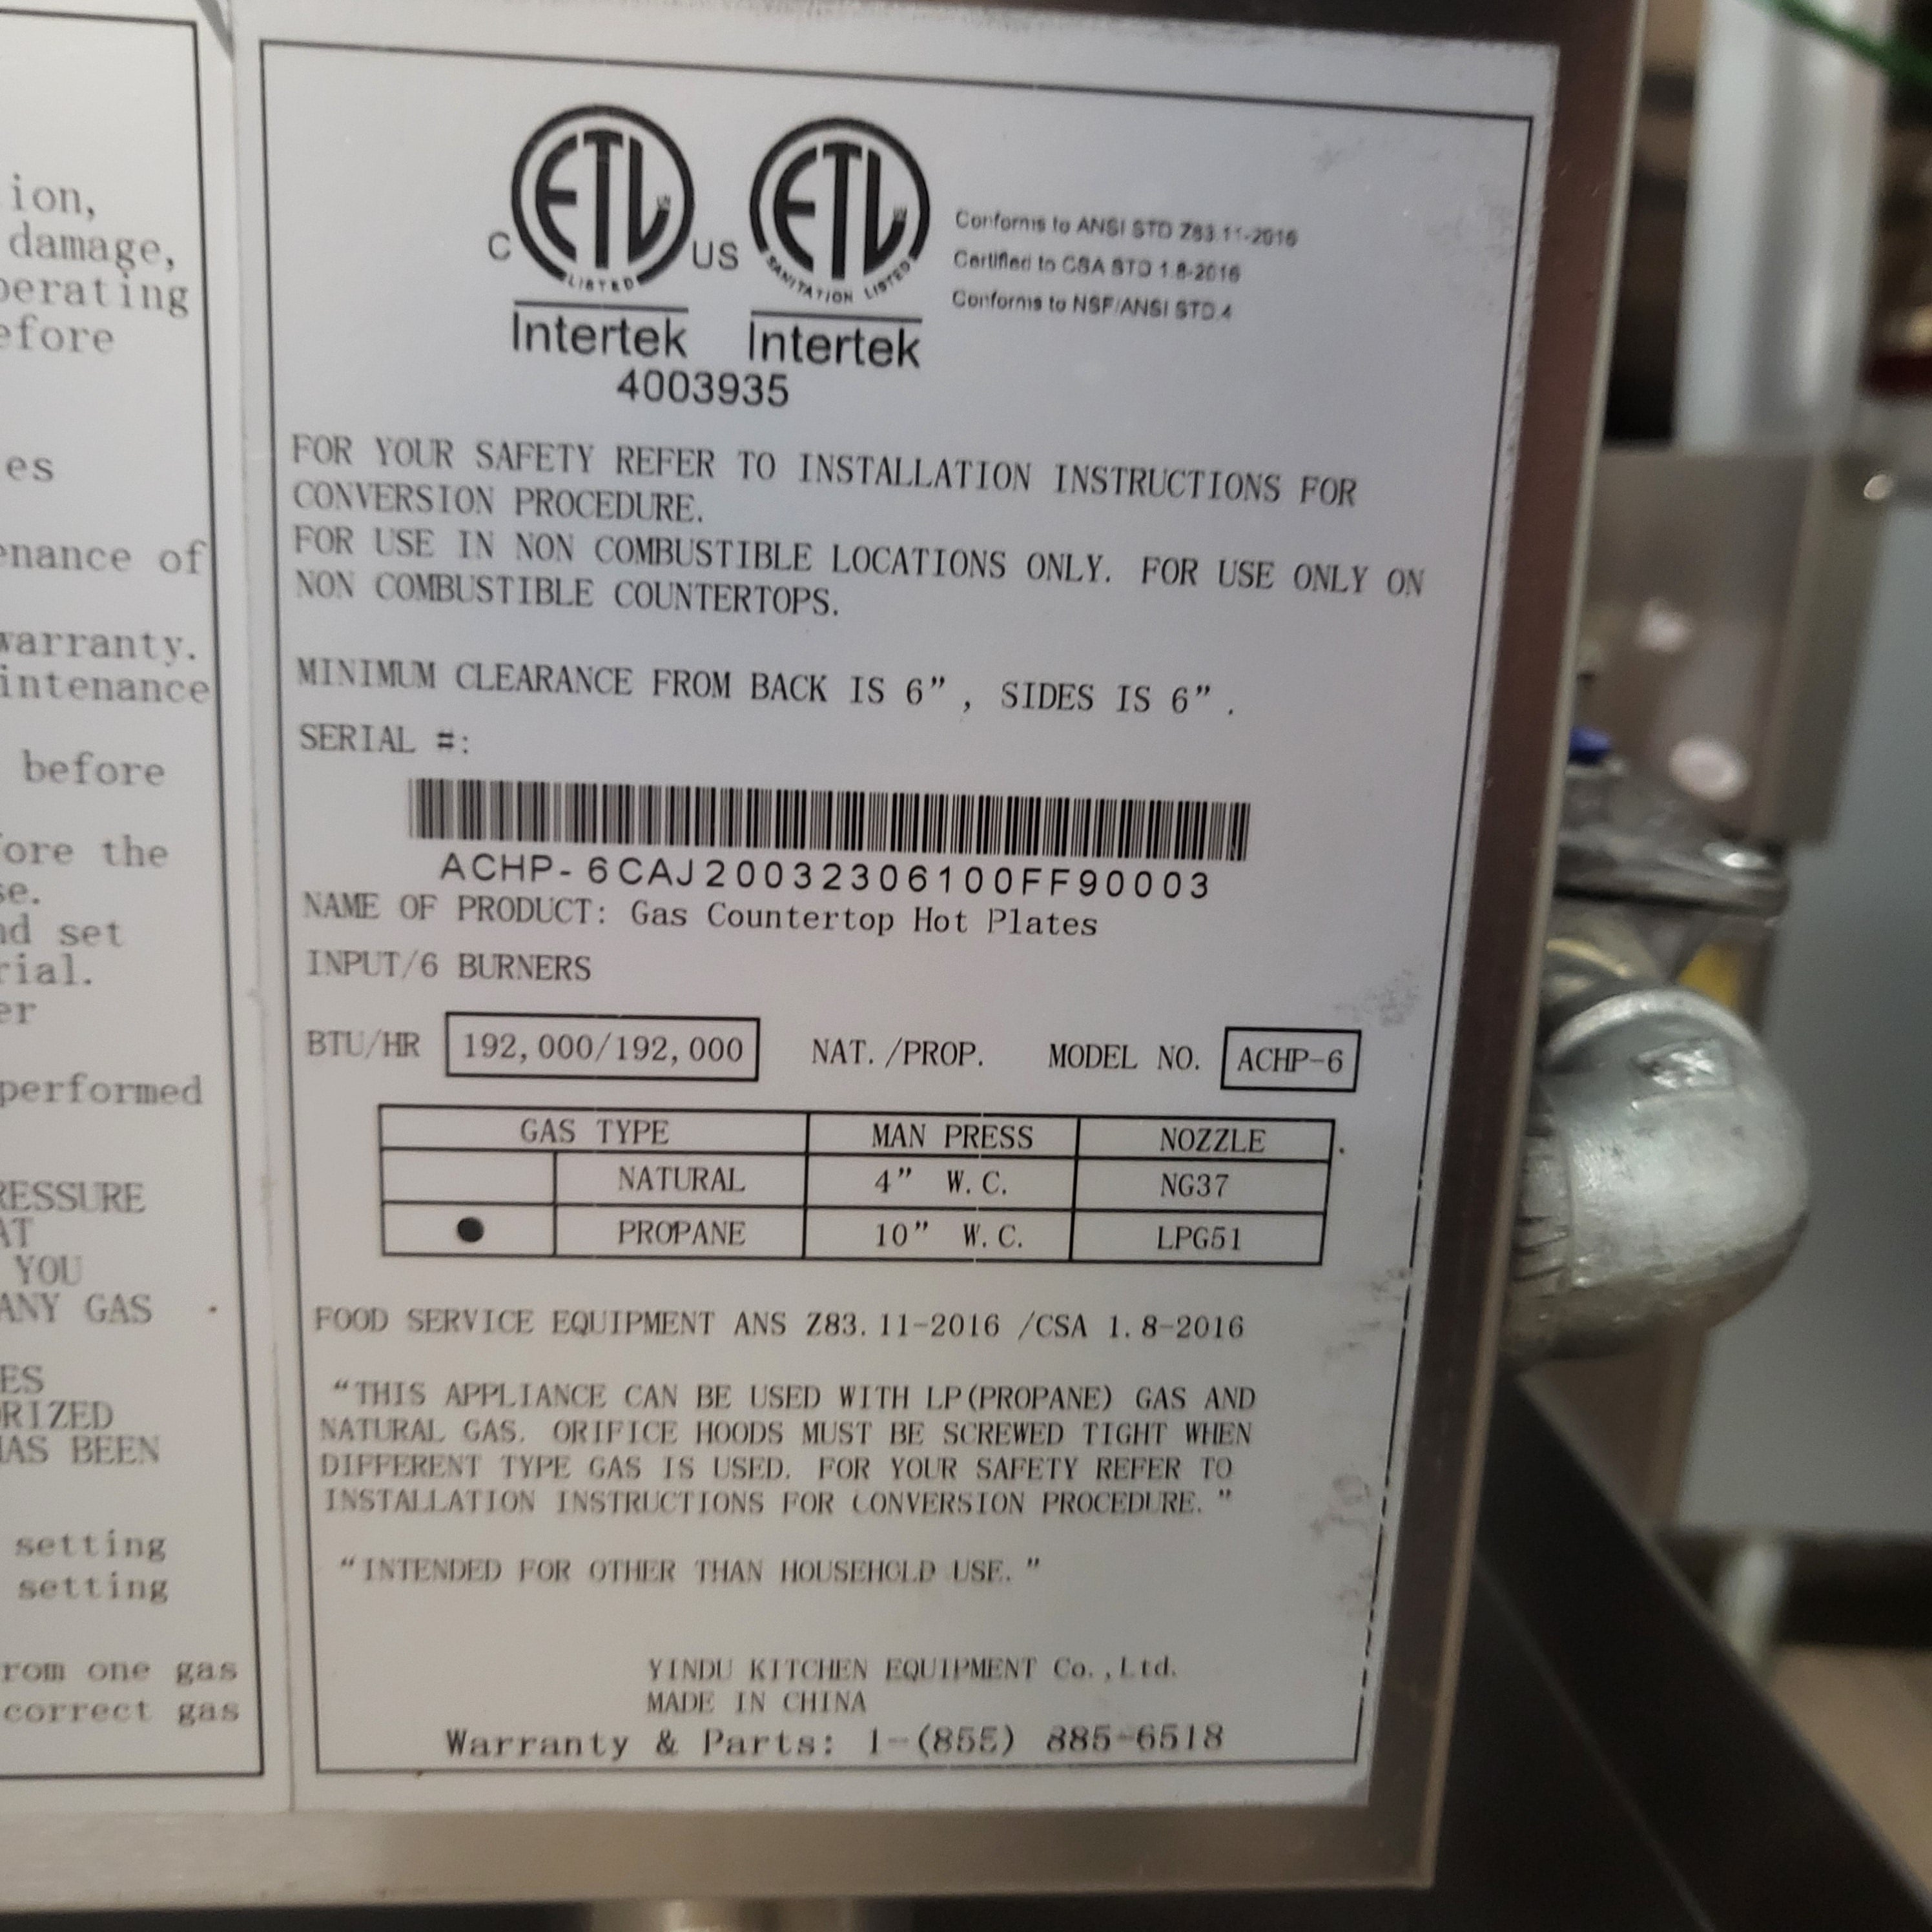 ion,
damage,
perating
efore
es
enance of
warranty.
intenance
before
fore the
se.
nd set
rial.
er
performed
RESSURE
AT
YOU
ANY GAS
ES
ORIZED
HAS BEEN
setting
setting
rom one gas
correct gas
C ETL US ETL
LISTED SANITATION LISTED
Intertek Intertek
4003935
Conforms to ANSI STD Z83.11-2016
Certified to CSA STD 1.8-2016
Conforms to NSF/ANSI STD.4
FOR YOUR SAFETY REFER TO INSTALLATION INSTRUCTIONS FOR
CONVERSION PROCEDURE.
FOR USE IN NON COMBUSTIBLE LOCATIONS ONLY. FOR USE ONLY ON
NON COMBUSTIBLE COUNTERTOPS.
MINIMUM CLEARANCE FROM BACK IS 6", SIDES IS 6".
SERIAL #:
ACHP-6CAJ20032306100FF90003
NAME OF PRODUCT: Gas Countertop Hot Plates
INPUT/6 BURNERS
BTU/HR 192,000/192,000 NAT./PROP. MODEL NO. ACHP-6
GAS TYPE MAN PRESS NOZZLE
NATURAL 4" W.C. NG37
● PROPANE 10" W.C. LPG51
FOOD SERVICE EQUIPMENT ANS Z83.11-2016 /CSA 1.8-2016
"THIS APPLIANCE CAN BE USED WITH LP(PROPANE) GAS AND
NATURAL GAS. ORIFICE HOODS MUST BE SCREWED TIGHT WHEN
DIFFERENT TYPE GAS IS USED. FOR YOUR SAFETY REFER TO
INSTALLATION INSTRUCTIONS FOR CONVERSION PROCEDURE."
"INTENDED FOR OTHER THAN HOUSEHOLD USE."
YINDU KITCHEN EQUIPMENT Co.,Ltd.
MADE IN CHINA
Warranty & Parts: 1-(855) 885-6518